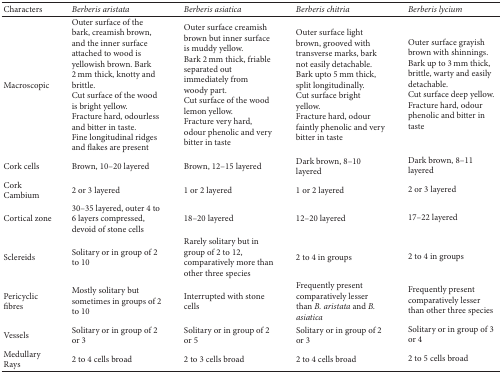 Characters Berberis aristata Berberis asiatica Berberis chitria Berberis lycium
Macroscopic
Outer surface of the
bark, creamish brown,
and the inner surface
attached to wood is
yellowish brown. Bark
2 mm thick, knotty and
brittle.
Cut surface of the wood
is bright yellow.
Fracture hard, odourless
and bitter in taste.
Fine longitudinal ridges
and flakes are present
Outer surface creamish
brown but inner surface
is muddy yellow.
Bark 2 mm thick, friable
separated out
immediately from
woody part.
Cut surface of the wood
lemon yellow.
Fracture very hard,
odour phenolic and very
bitter in taste
Outer surface light
brown, grooved with
transverse marks, bark
not easily detachable.
Bark upto 5 mm thick,
split longitudinally.
Cut surface bright
yellow.
Fracture hard, odour
faintly phenolic and very
bitter in taste
Outer surface grayish
brown with shinnings.
Bark up to 3 mm thick,
brittle, warty and easily
detachable.
Cut surface deep yellow.
Fracture hard, odour
phenolic and bitter in
taste
Cork cells
Brown, 10–20 layered
Brown, 12–15 layered
Dark brown, 8–10
layered
Dark brown, 8–11
layered
Cork
Cambium
2 or 3 layered
1 or 2 layered
1 or 2 layered
2 or 3 layered
Cortical zone
30–35 layered, outer 4 to
6 layers compressed,
devoid of stone cells
18–20 layered
12–20 layered
17–22 layered
Sclereids
Solitary or in group of 2
to 10
Rarely solitary but in
group of 2 to 12,
comparatively more than
other three species
2 to 4 in groups
2 to 4 in groups
Pericyclic
fibres
Mostly solitary but
sometimes in groups of 2
to 10
Interrupted with stone
cells
Frequently present
comparatively lesser
than B. aristata and B.
asiatica
Frequently present
comparatively lesser
than other three species
Vessels
Solitary or in group of 2
or 3
Solitary or in group of 2
or 5
Solitary or in group of 2
or 3
Solitary or in group of 3
or 4
Medullary
Rays
2 to 4 cells broad
2 to 3 cells broad
2 to 4 cells broad
2 to 5 cells broad